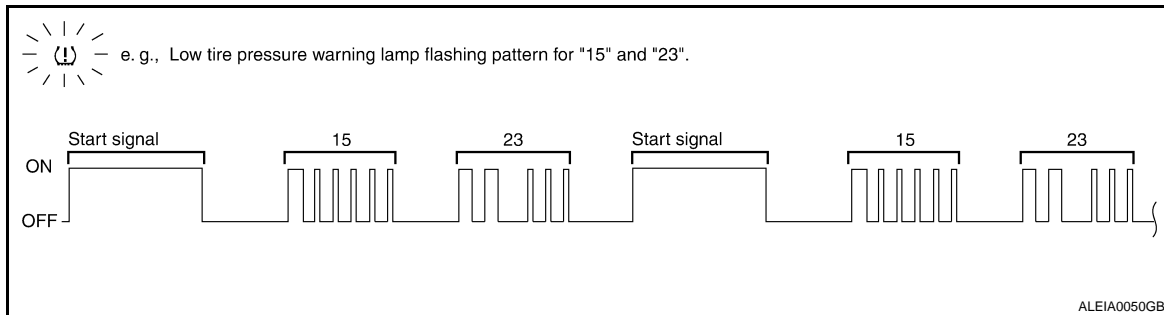 e. g., Low tire pressure warning lamp flashing pattern for "15" and "23".
Start signal 15 23 Start signal 15 23
ON
OFF
ALEIA0050GB